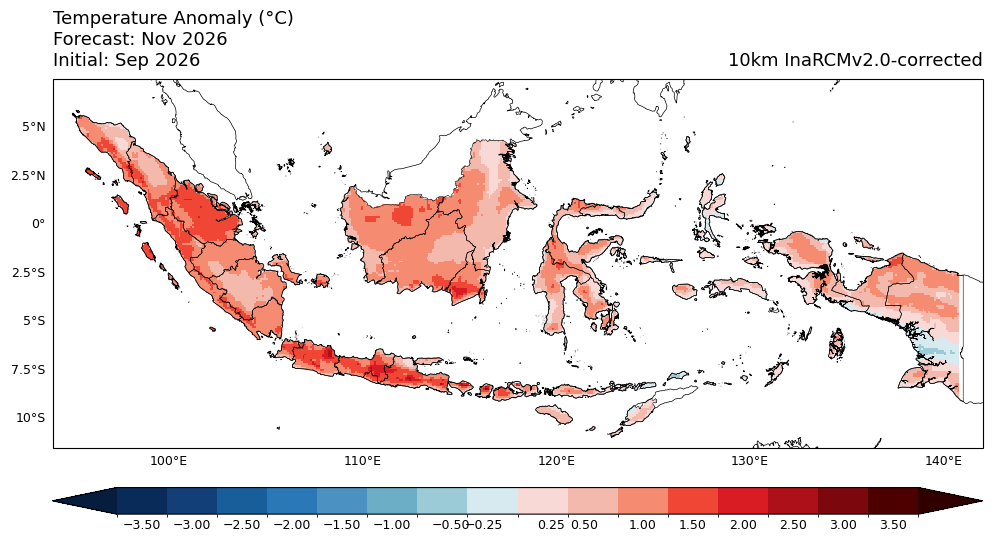 Temperature Anomaly (°C)
Forecast: Nov 2026
Initial: Sep 2026
10km InaRCMv2.0-corrected
5°N
2.5°N
0°
2.5°S
5°S
7.5°S
10°S
100°E 110°E 120°E 130°E 140°E
−3.50 −3.00 −2.50 −2.00 −1.50 −1.00 −0.50 −0.25 0.25 0.50 1.00 1.50 2.00 2.50 3.00 3.50